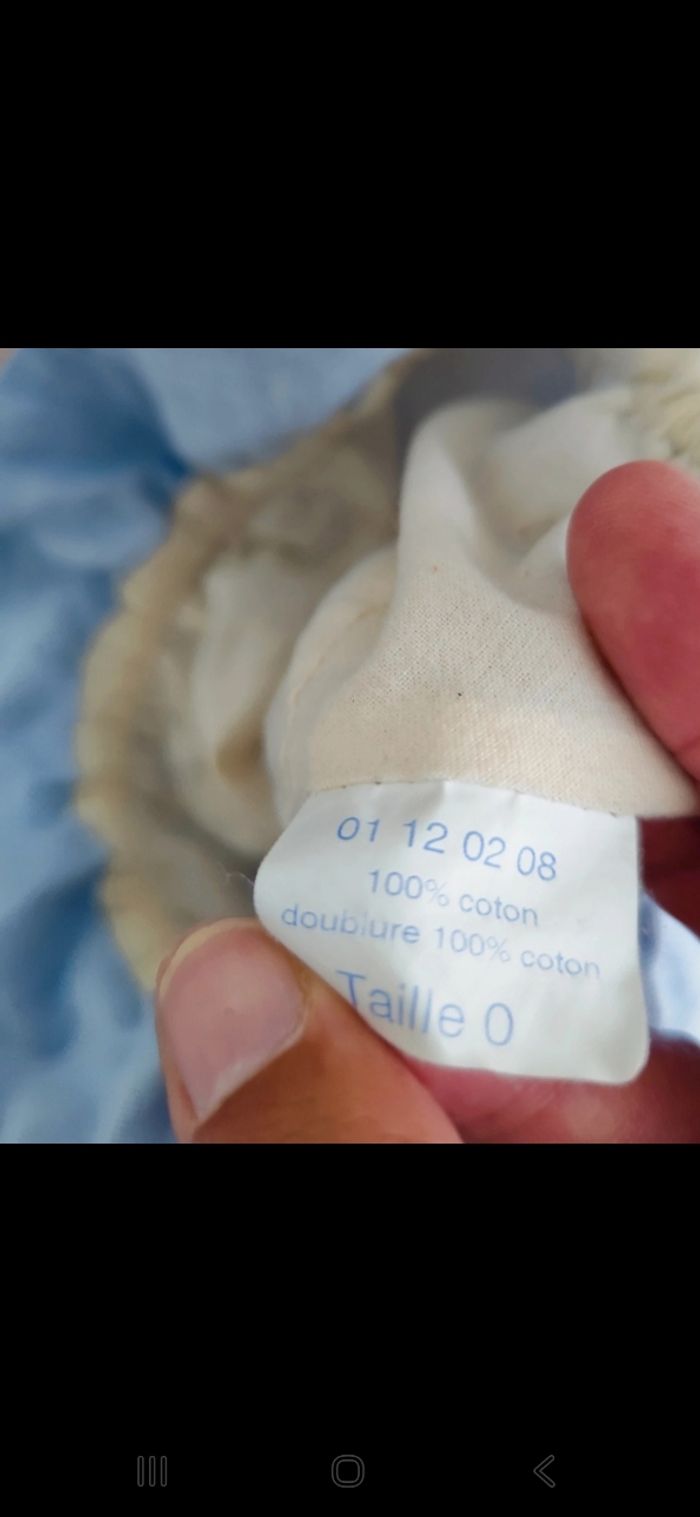 01 12 02 08
100% coton
doublure 100% coton
Taille 0